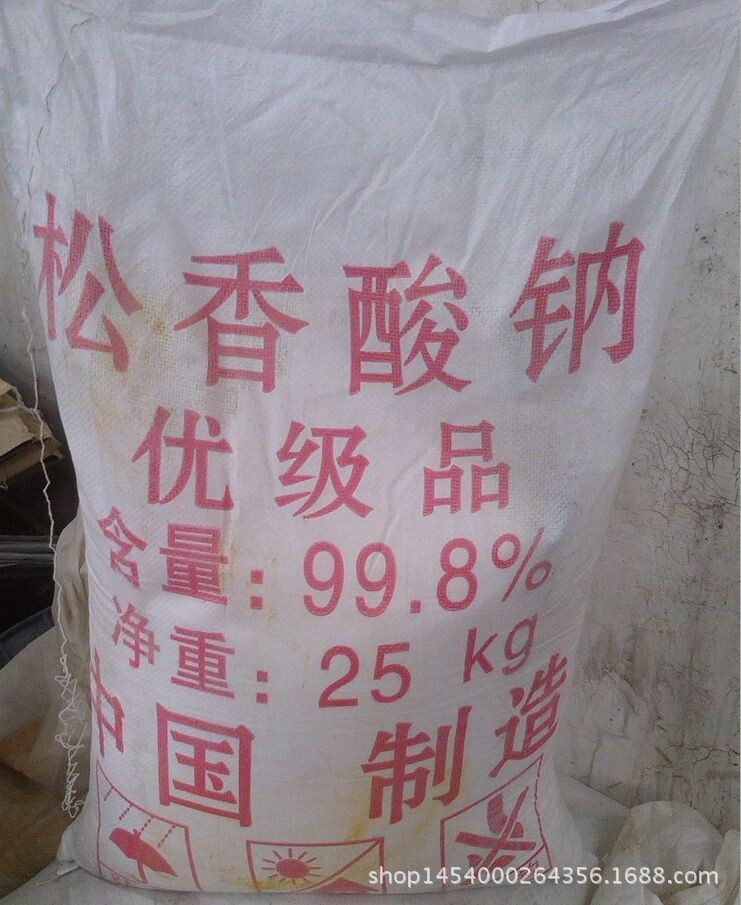 松香酸钠
优级品
含量:99.8%
净重:25 kg
中国 制造
shop1454000264356.1688.com